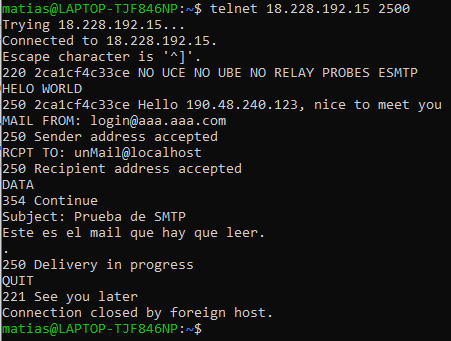 matias@LAPTOP-TJF846NP:~$ telnet 18.228.192.15 2500
Trying 18.228.192.15...
Connected to 18.228.192.15.
Escape character is '^]'.
220 2ca1cf4c33ce NO UCE NO UBE NO RELAY PROBES ESMTP
HELO WORLD
250 2ca1cf4c33ce Hello 190.48.240.123, nice to meet you
MAIL FROM: login@aaa.aaa.com
250 Sender address accepted
RCPT TO: unMail@localhost
250 Recipient address accepted
DATA
354 Continue
Subject: Prueba de SMTP
Este es el mail que hay que leer.
.
250 Delivery in progress
QUIT
221 See you later
Connection closed by foreign host.
matias@LAPTOP-TJF846NP:~$